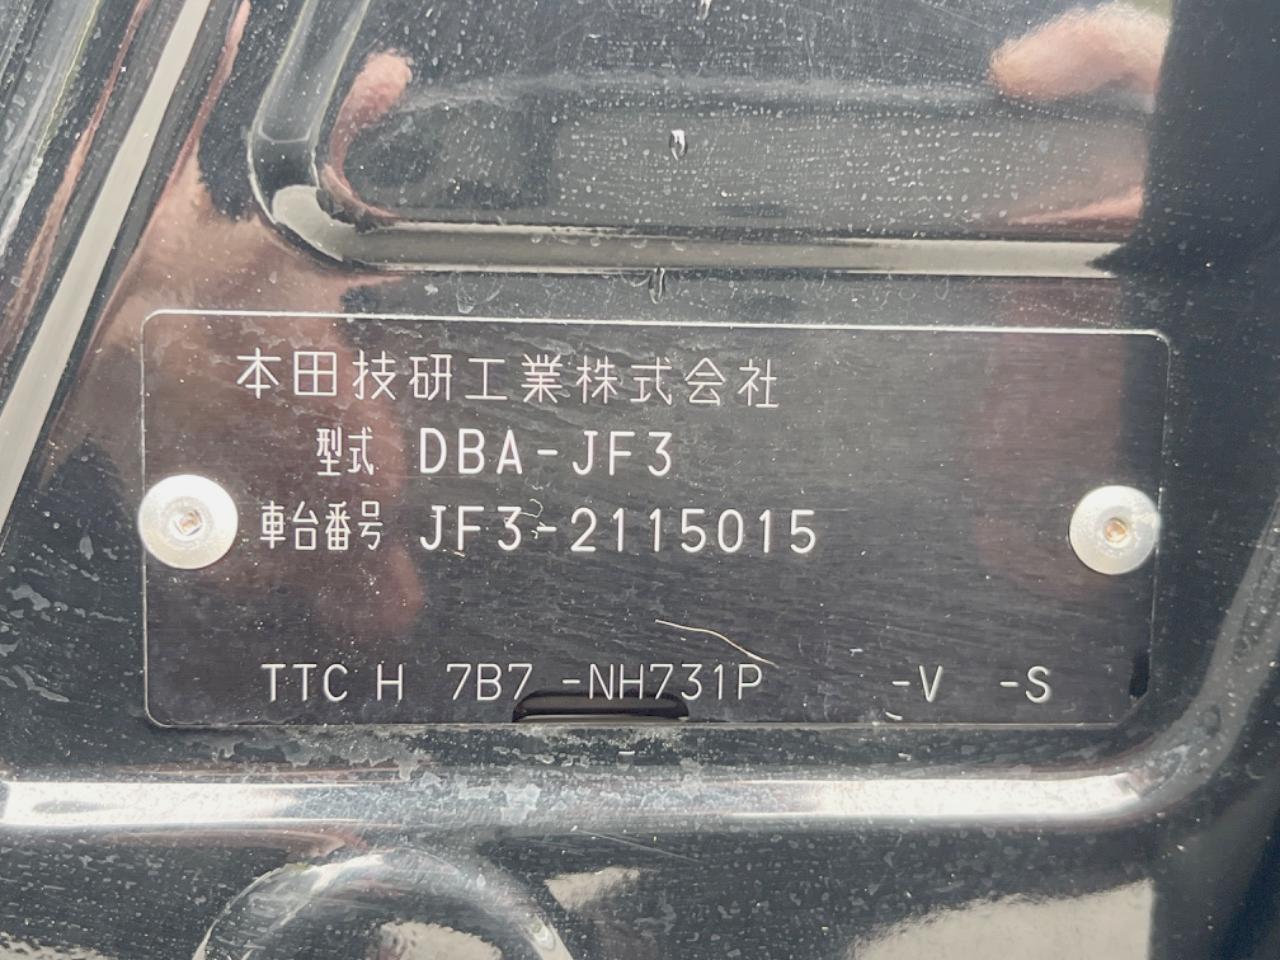 本田技研工業株式会社
型式 DBA-JF3
車台番号 JF3-2115015
TTC H 7B7 -NH731P -V -S